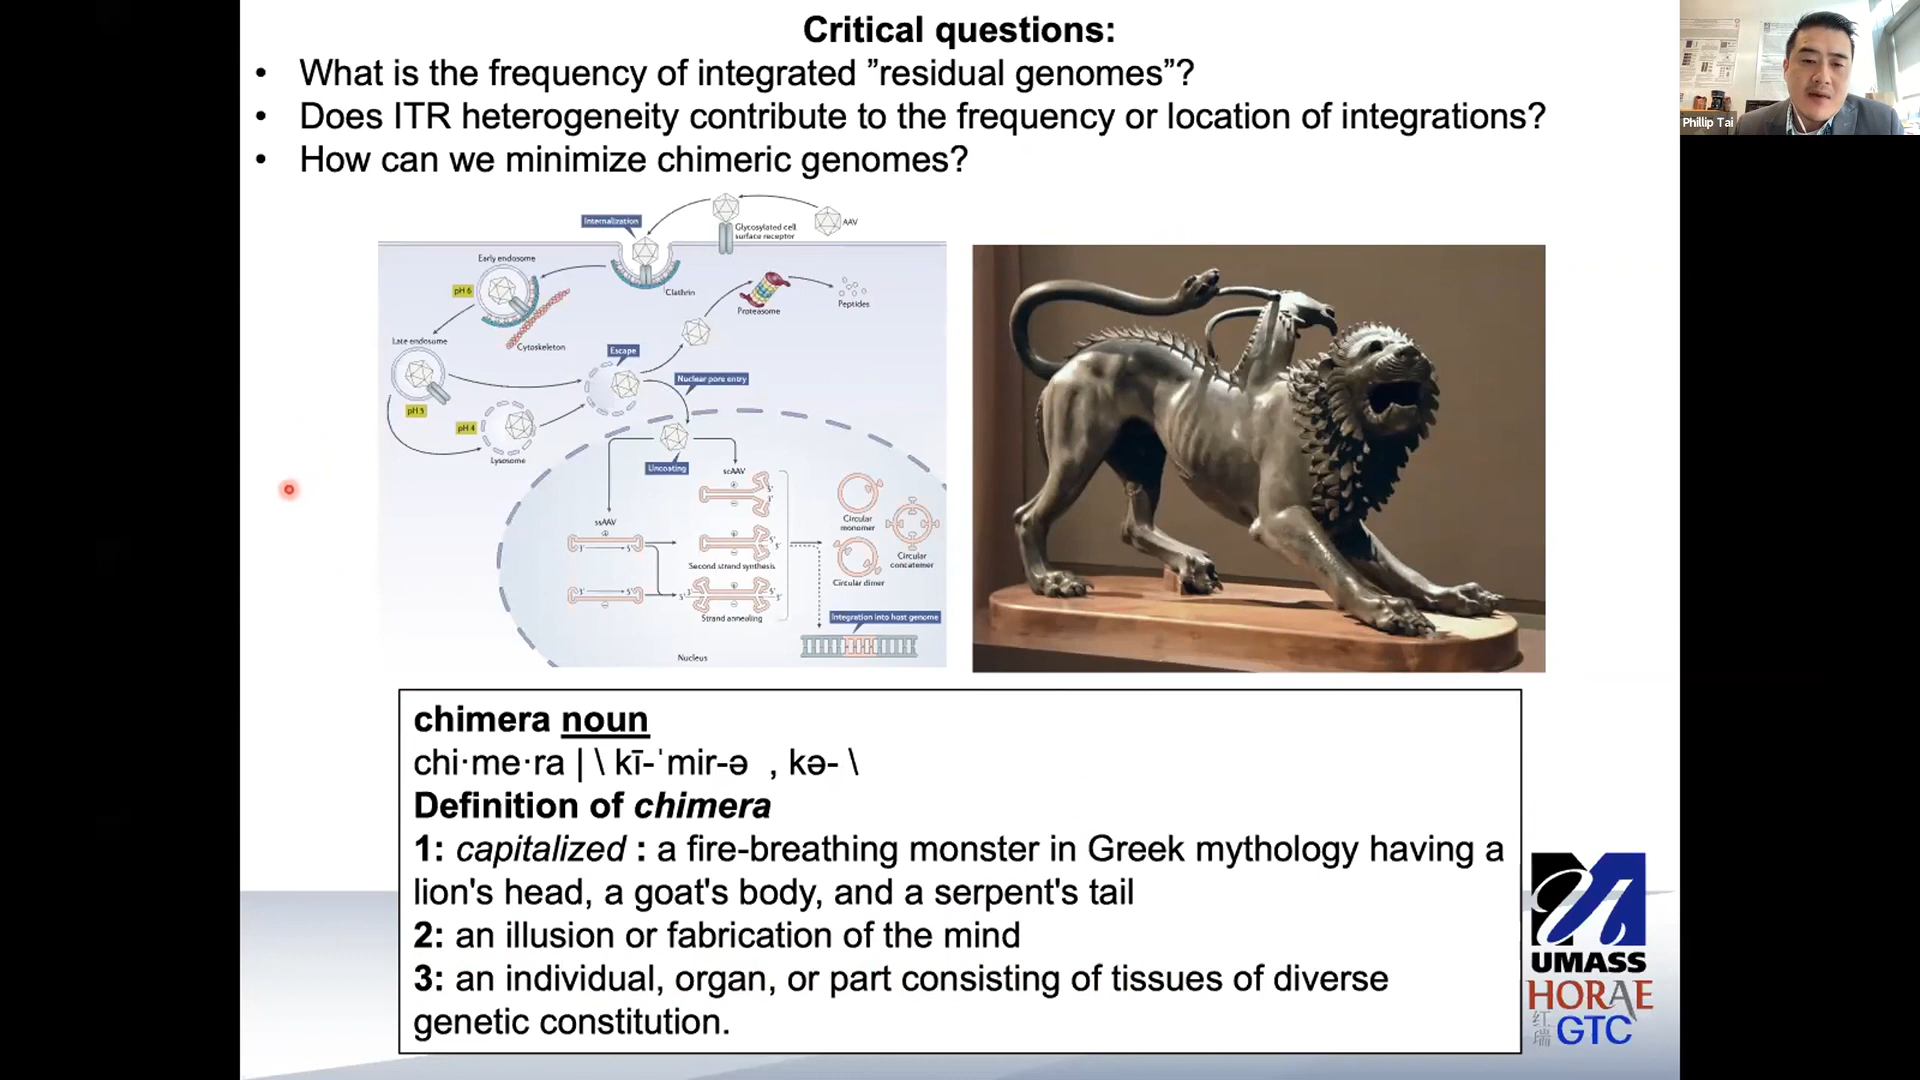 Critical questions:
• What is the frequency of integrated ”residual genomes”?
• Does ITR heterogeneity contribute to the frequency or location of integrations?
• How can we minimize chimeric genomes?
Phillip Tai
Internalization
Glycosylated cell
surface receptor
AAV
Early endosome
pH 6
Clathrin
Cytoskeleton
Proteasome
Peptides
Late endosome
pH 5
Escape
Nuclear pore entry
pH 4
Lysosome
Uncoating
scAAV
ssAAV
3' 5'
3' 5'
Second strand synthesis
Strand annealing
Circular
monomer
Circular dimer
Circular
concatemer
Integration into host genome
Nucleus
chimera noun
chi·me·ra | \ kī-ˈmir-ə , kə- \
Definition of chimera
1: capitalized : a fire-breathing monster in Greek mythology having a
lion's head, a goat's body, and a serpent's tail
2: an illusion or fabrication of the mind
3: an individual, organ, or part consisting of tissues of diverse
genetic constitution.
UMASS
HORAE
红瑞 GTC